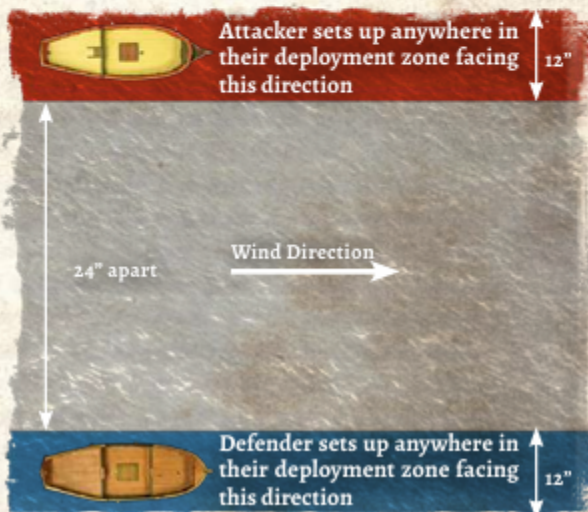 Attacker sets up anywhere in
their deployment zone facing
this direction
12"
24" apart
Wind Direction
Defender sets up anywhere in
their deployment zone facing
this direction
12"